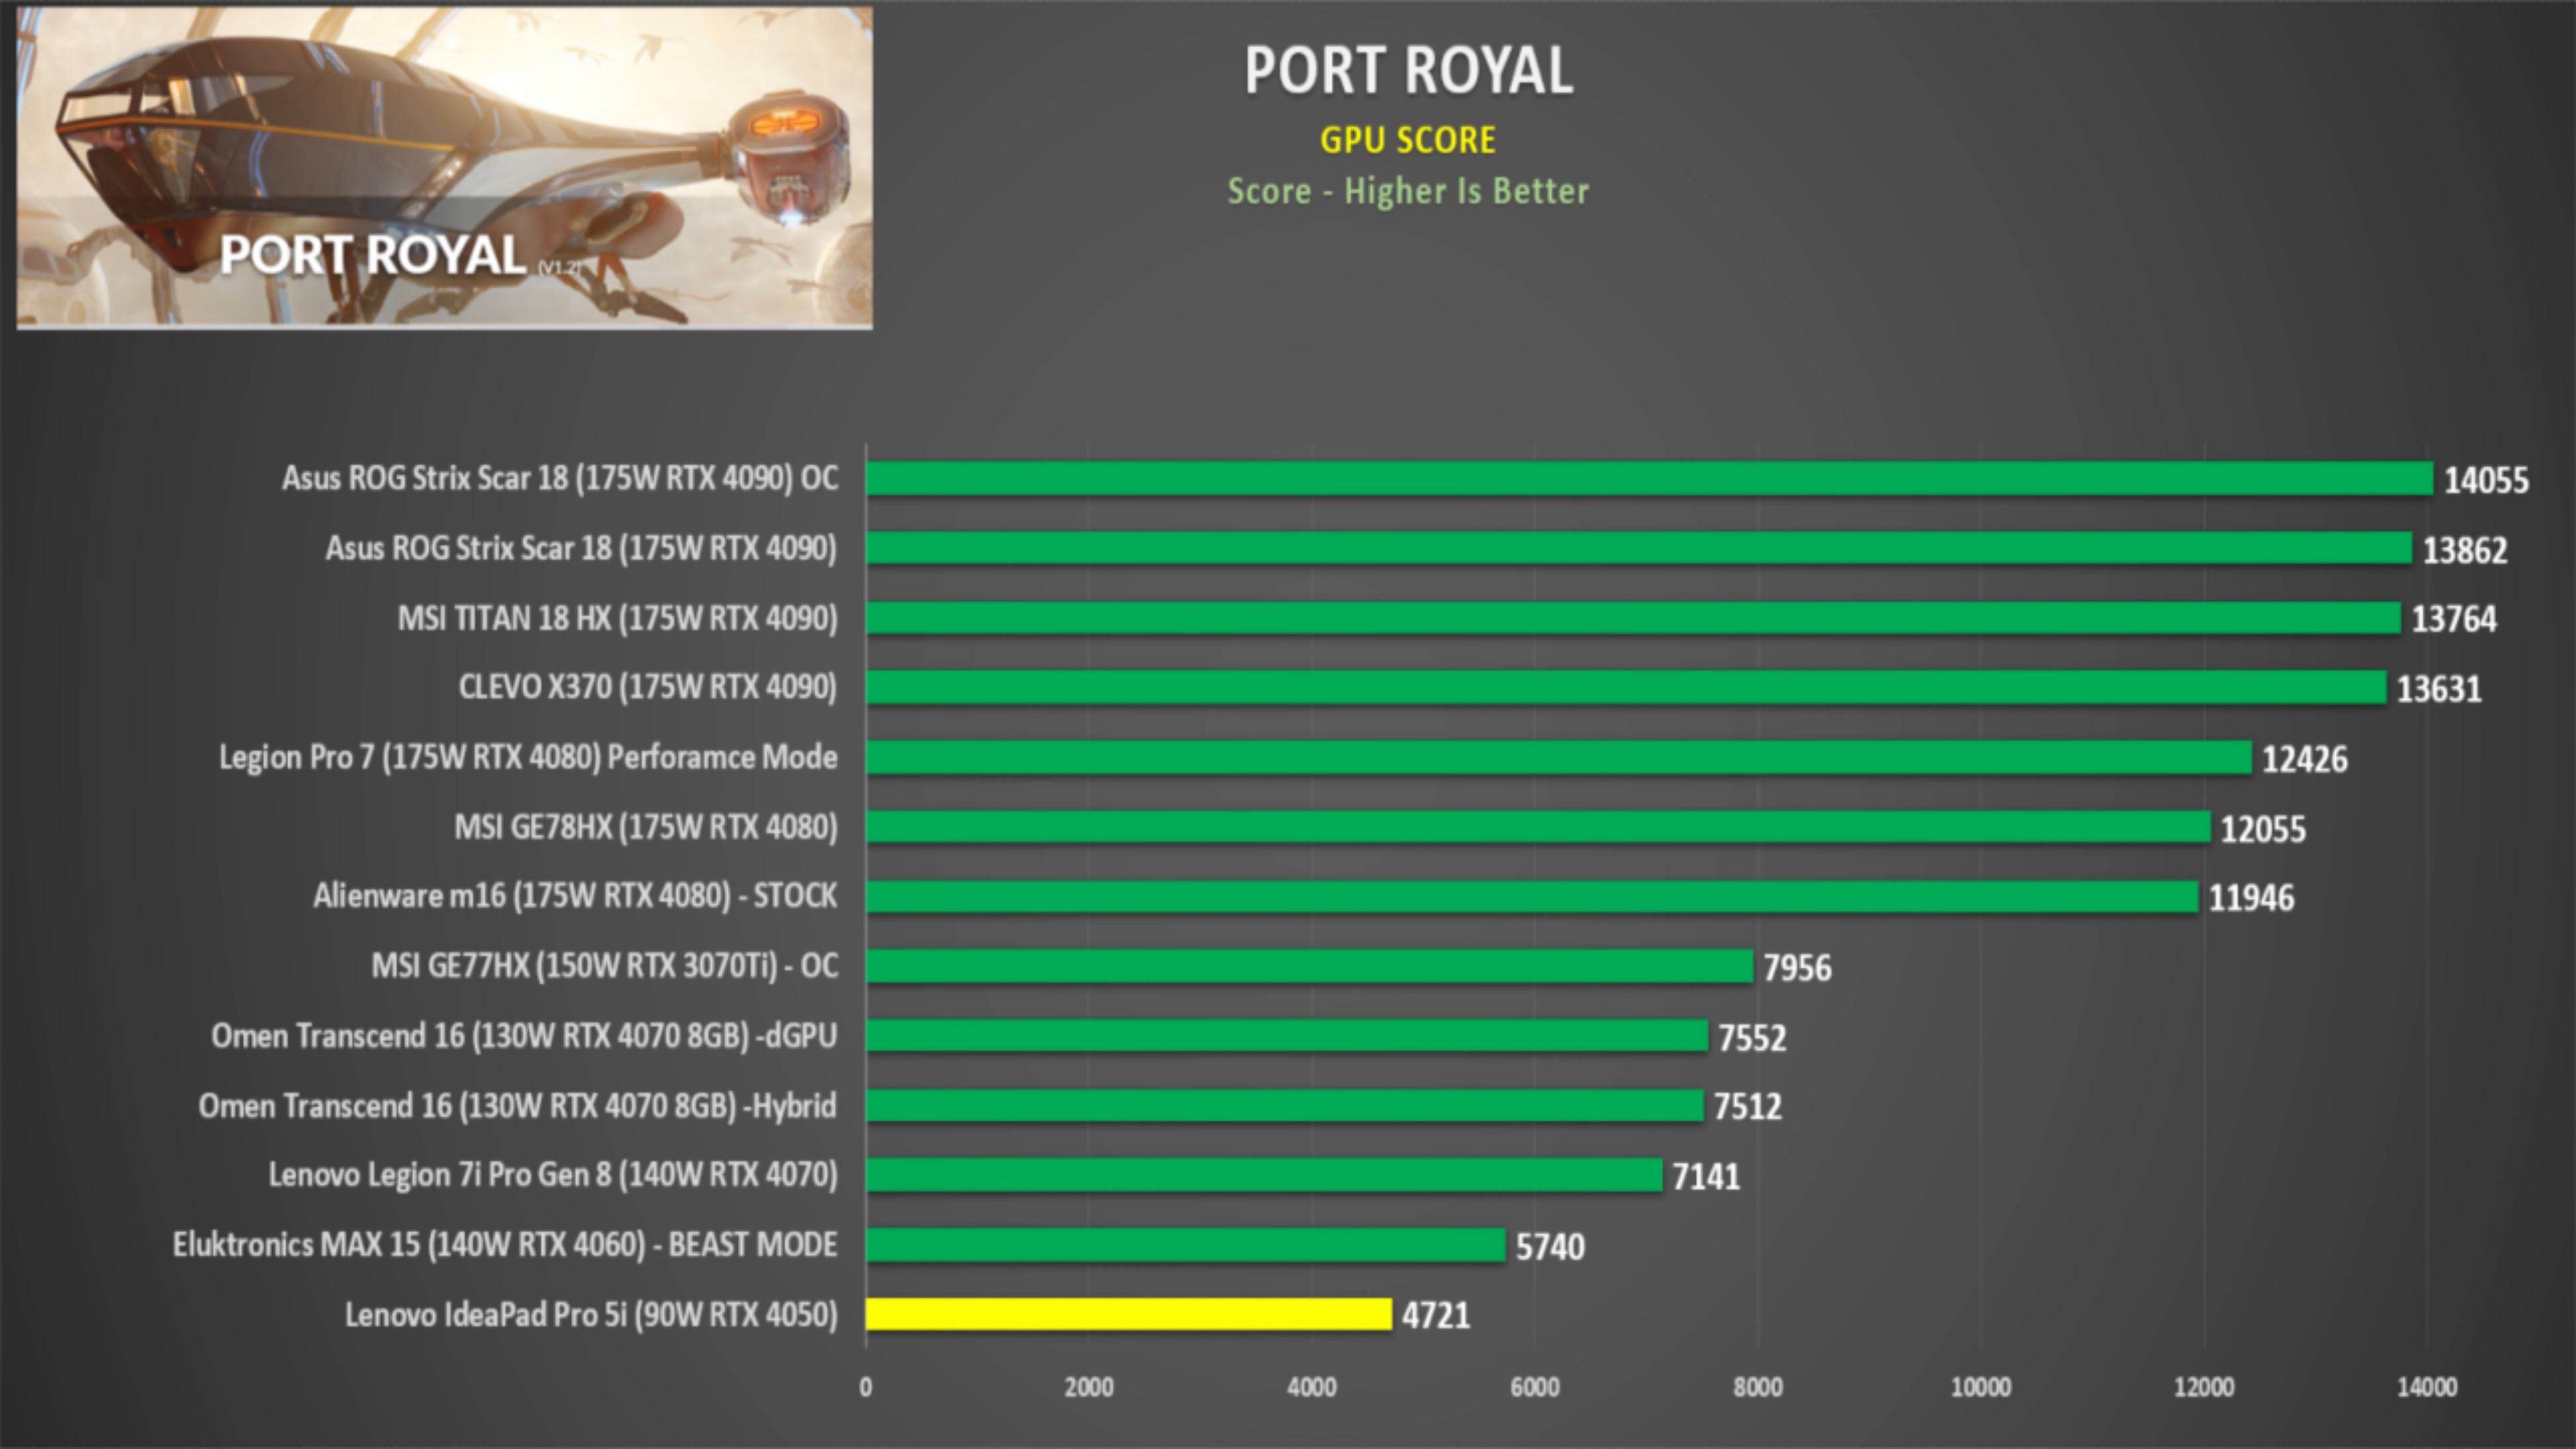 PORT ROYAL (V1.2)
PORT ROYAL
GPU SCORE
Score - Higher Is Better
Asus ROG Strix Scar 18 (175W RTX 4090) OC 14055
Asus ROG Strix Scar 18 (175W RTX 4090) 13862
MSI TITAN 18 HX (175W RTX 4090) 13764
CLEVO X370 (175W RTX 4090) 13631
Legion Pro 7 (175W RTX 4080) Perforamce Mode 12426
MSI GE78HX (175W RTX 4080) 12055
Alienware m16 (175W RTX 4080) - STOCK 11946
MSI GE77HX (150W RTX 3070Ti) - OC 7956
Omen Transcend 16 (130W RTX 4070 8GB) -dGPU 7552
Omen Transcend 16 (130W RTX 4070 8GB) -Hybrid 7512
Lenovo Legion 7i Pro Gen 8 (140W RTX 4070) 7141
Eluktronics MAX 15 (140W RTX 4060) - BEAST MODE 5740
Lenovo IdeaPad Pro 5i (90W RTX 4050) 4721
0 2000 4000 6000 8000 10000 12000 14000